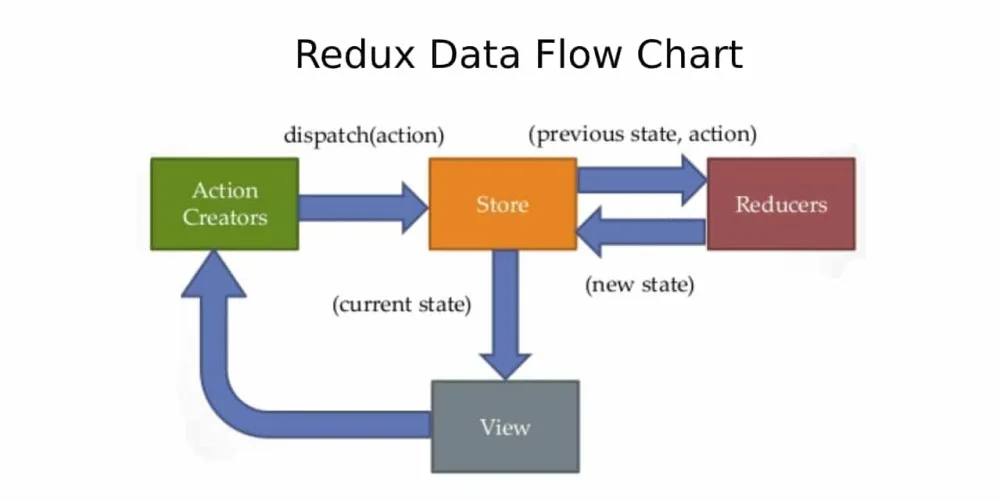 Redux Data Flow Chart
dispatch(action)
(previous state, action)
Action
Creators
Store
Reducers
(new state)
(current state)
View